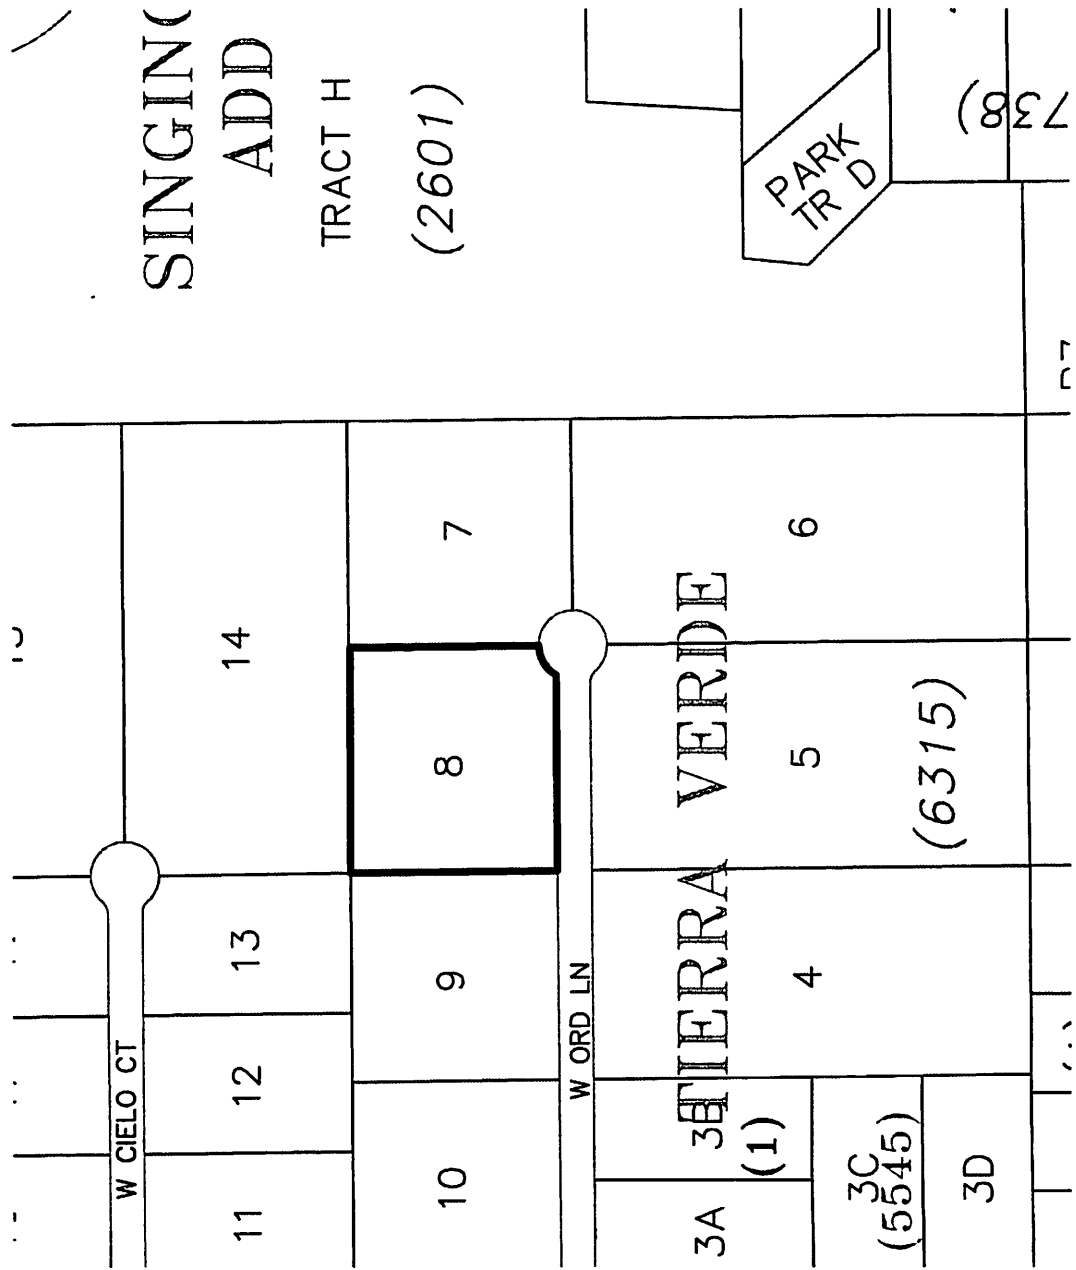 SINGING
ADD
TRACT H
(2601)
PARK
TR D
738)
7
6
14
8
TIERRA VERDE
5
(6315)
13
9
4
W CIELO CT
W ORD LN
12
3B
(1)
11
10
3A
3C
(5545)
3D